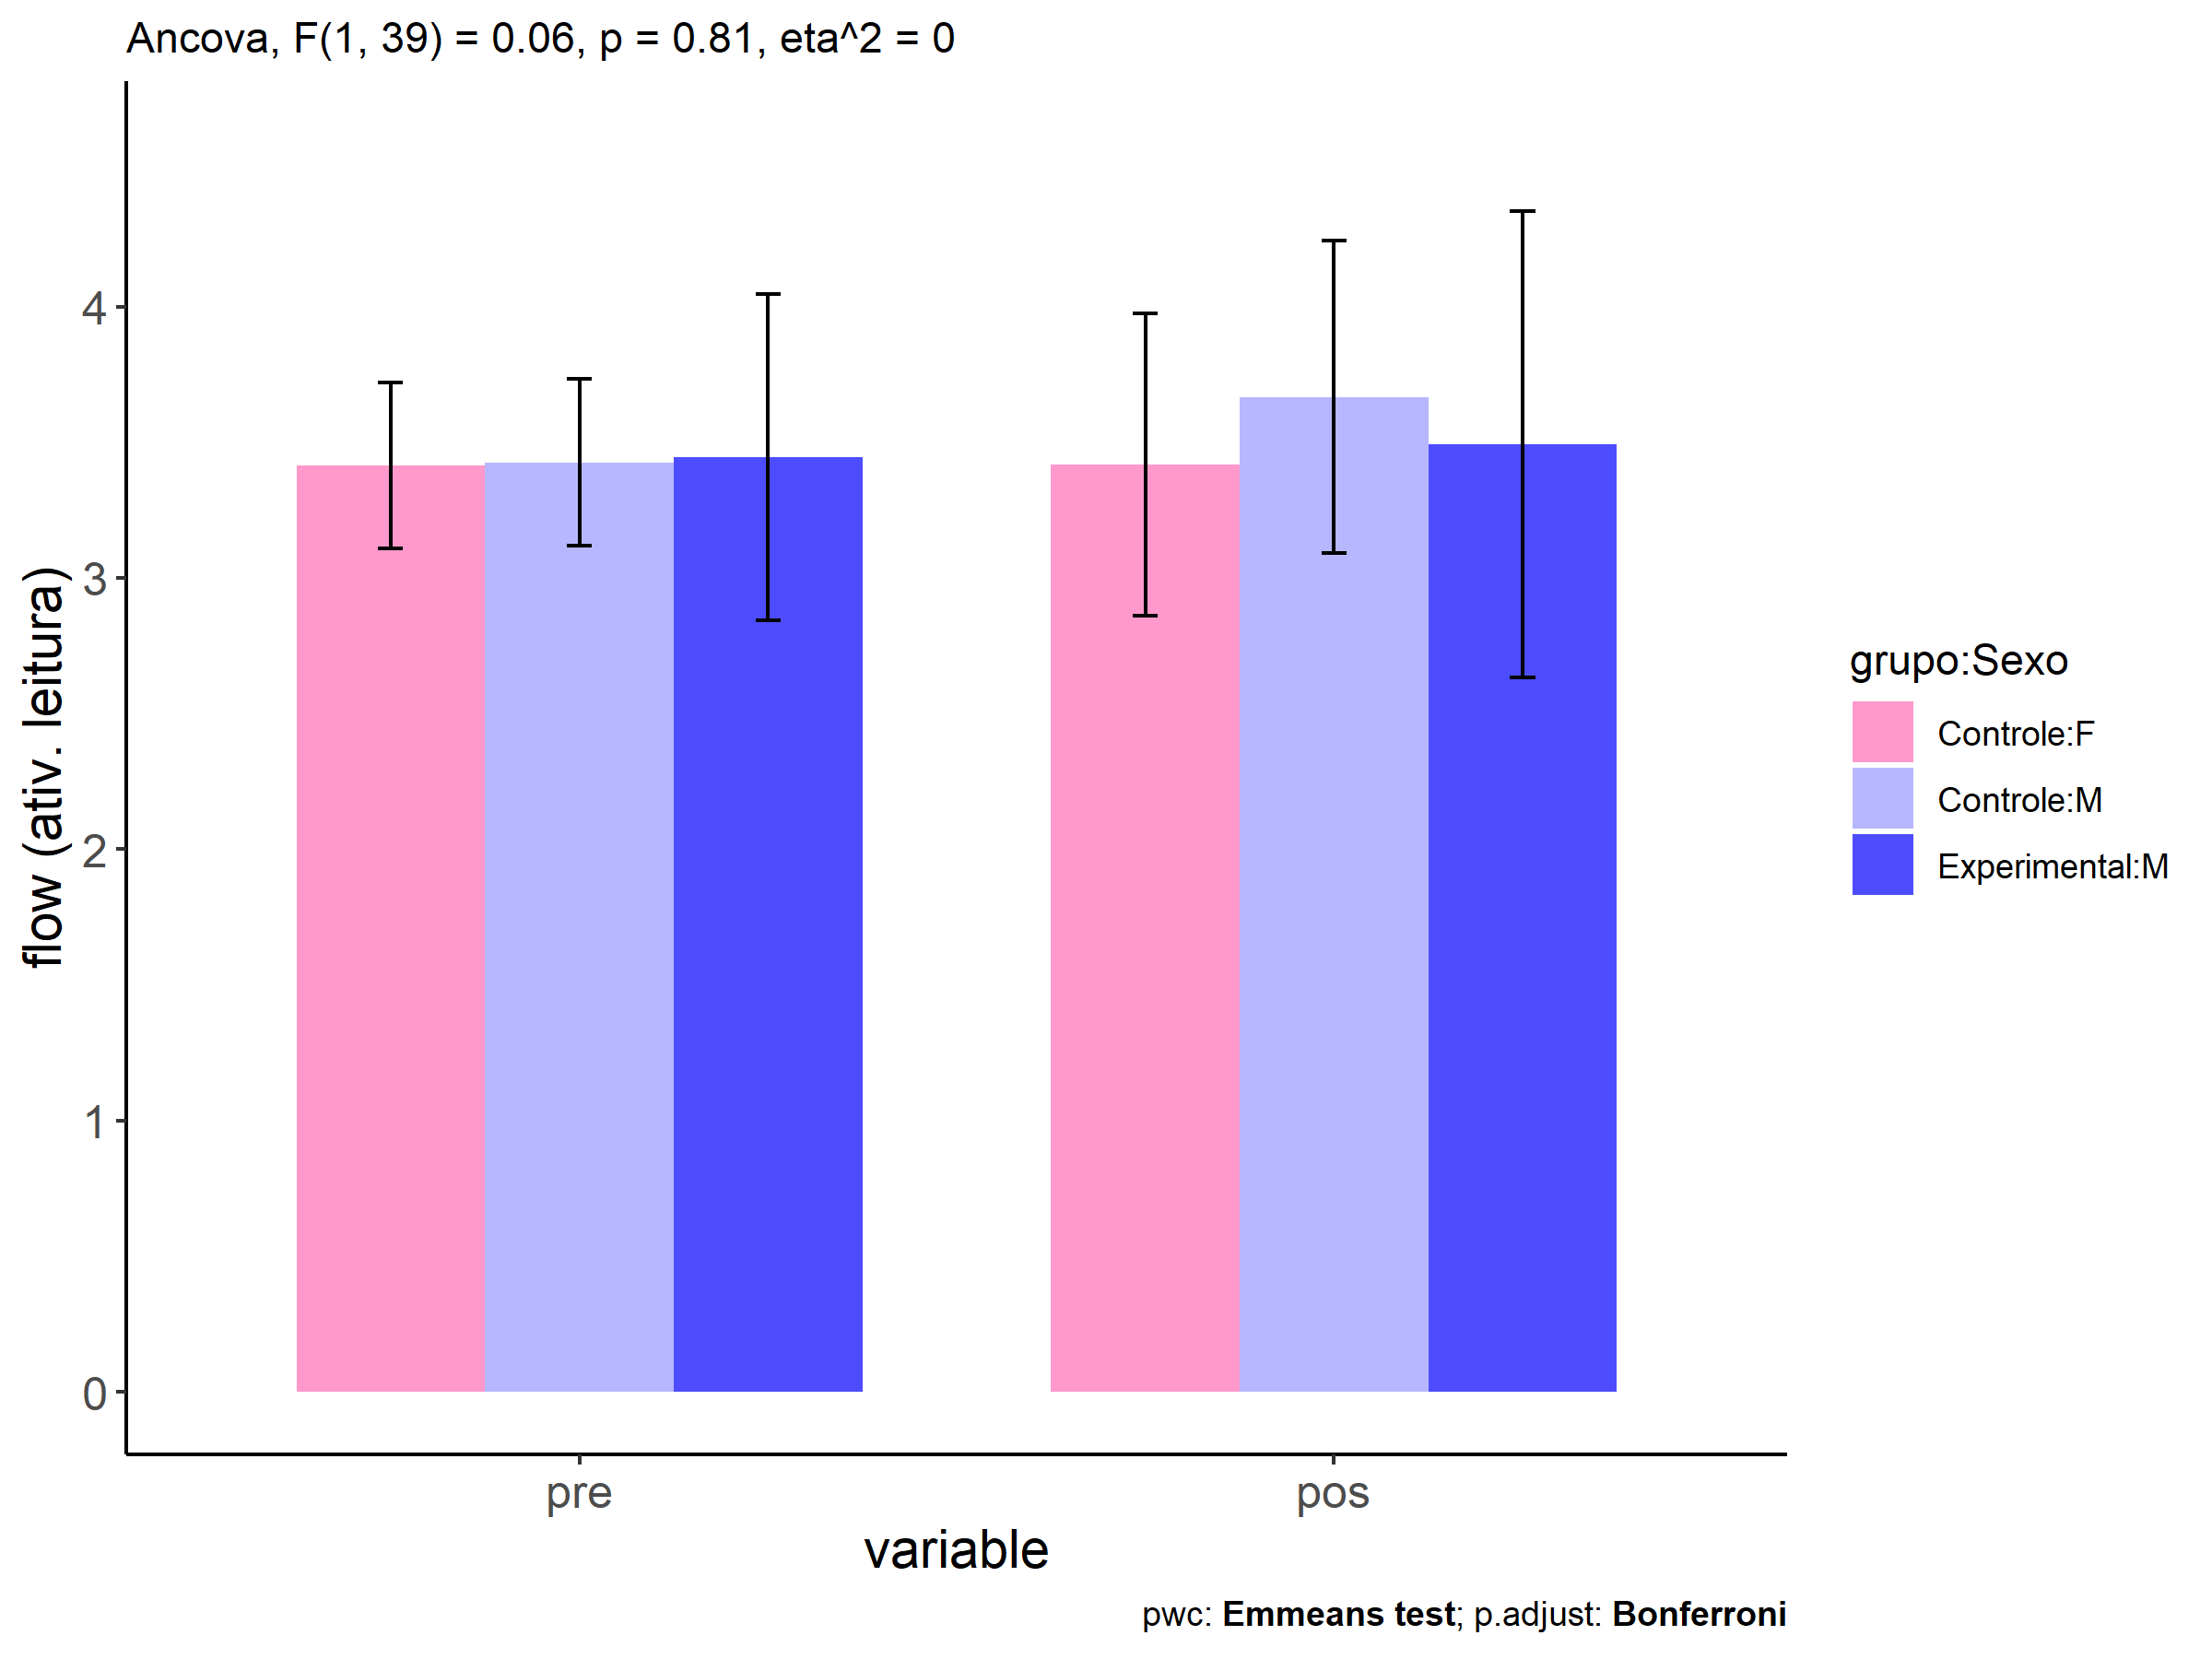 Ancova, F(1, 39) = 0.06, p = 0.81, eta^2 = 0
flow (ativ. leitura)
4
3
2
1
0
pre
pos
variable
grupo:Sexo
Controle:F
Controle:M
Experimental:M
pwc: Emmeans test; p.adjust: Bonferroni